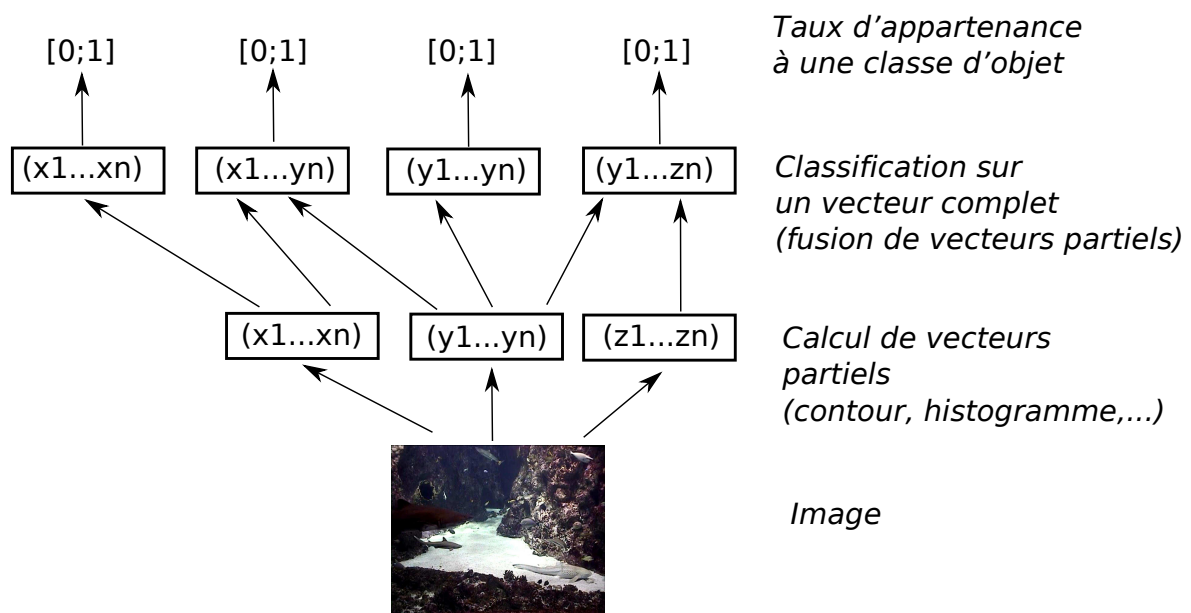 [0;1] [0;1] [0;1] [0;1]
Taux d'appartenance
à une classe d'objet
(x1...xn) (x1...yn) (y1...yn) (y1...zn)
Classification sur
un vecteur complet
(fusion de vecteurs partiels)
(x1...xn) (y1...yn) (z1...zn)
Calcul de vecteurs
partiels
(contour, histogramme,...)
Image